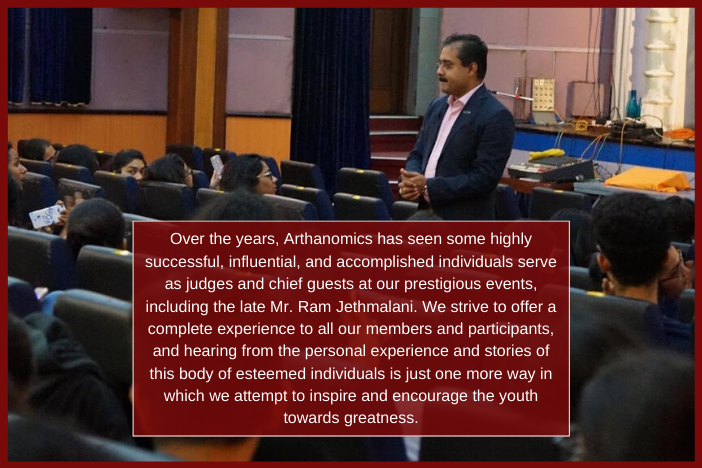 Over the years, Arthanomics has seen some highly
successful, influential, and accomplished individuals serve
as judges and chief guests at our prestigious events,
including the late Mr. Ram Jethmalani. We strive to offer a
complete experience to all our members and participants,
and hearing from the personal experience and stories of
this body of esteemed individuals is just one more way in
which we attempt to inspire and encourage the youth
towards greatness.